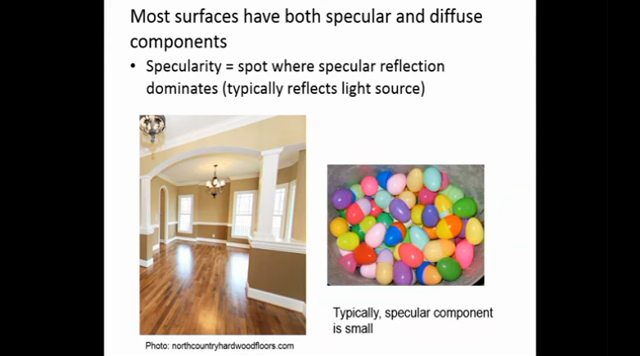 Most surfaces have both specular and diffuse
components
• Specularity = spot where specular reflection
dominates (typically reflects light source)
Typically, specular component
is small
Photo: northcountryhardwoodfloors.com